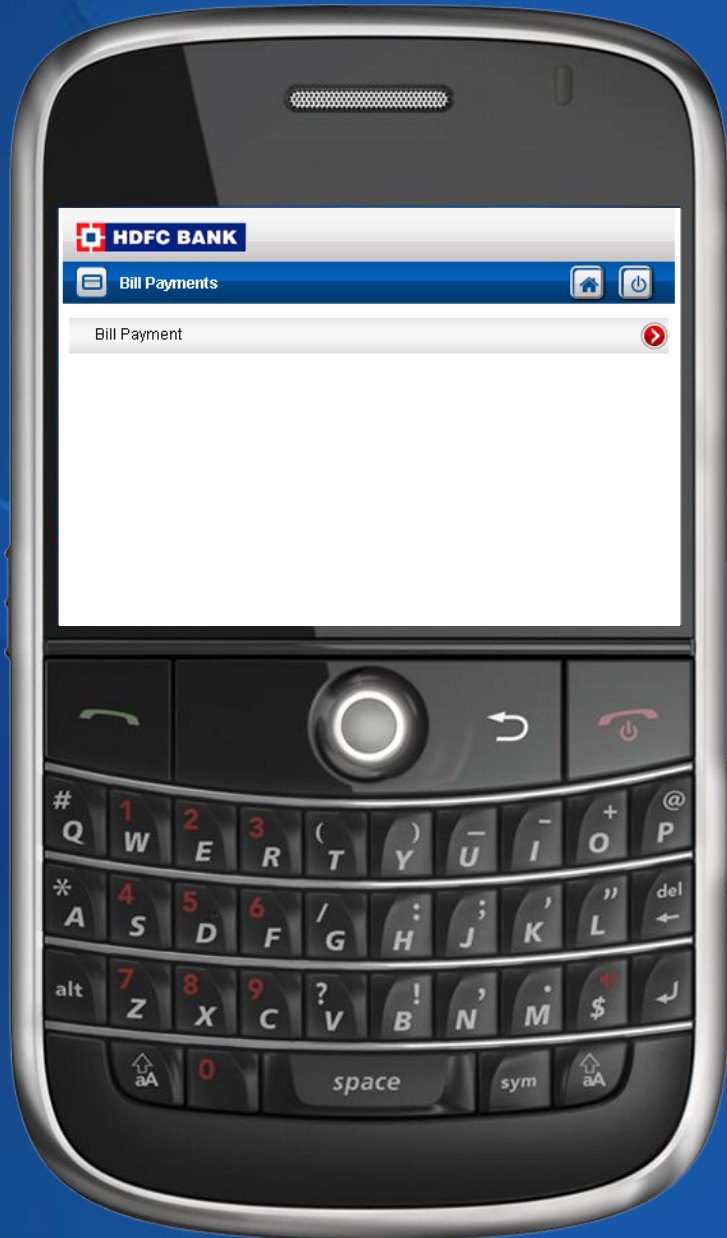 HDFC BANK
Bill Payments
Bill Payment
# 1 2 3 ( ) _ - + @
Q W E R T Y U I O P
* 4 5 6 / : ; ' " del
A S D F G H J K L
alt 7 8 9 ? ! , . $
Z X C V B N M
aA 0 space sym aA